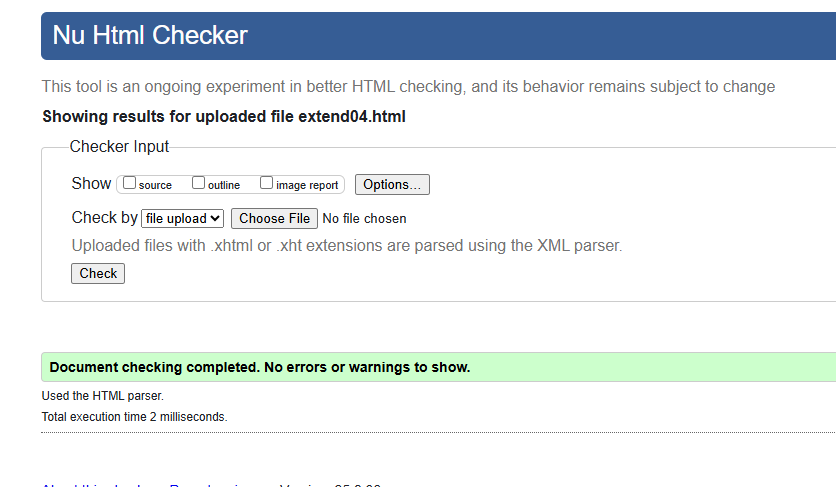 Nu Html Checker
This tool is an ongoing experiment in better HTML checking, and its behavior remains subject to change
Showing results for uploaded file extend04.html
Checker Input
Show source outline image report Options...
Check by file upload Choose File No file chosen
Uploaded files with .xhtml or .xht extensions are parsed using the XML parser.
Check
Document checking completed. No errors or warnings to show.
Used the HTML parser.
Total execution time 2 milliseconds.